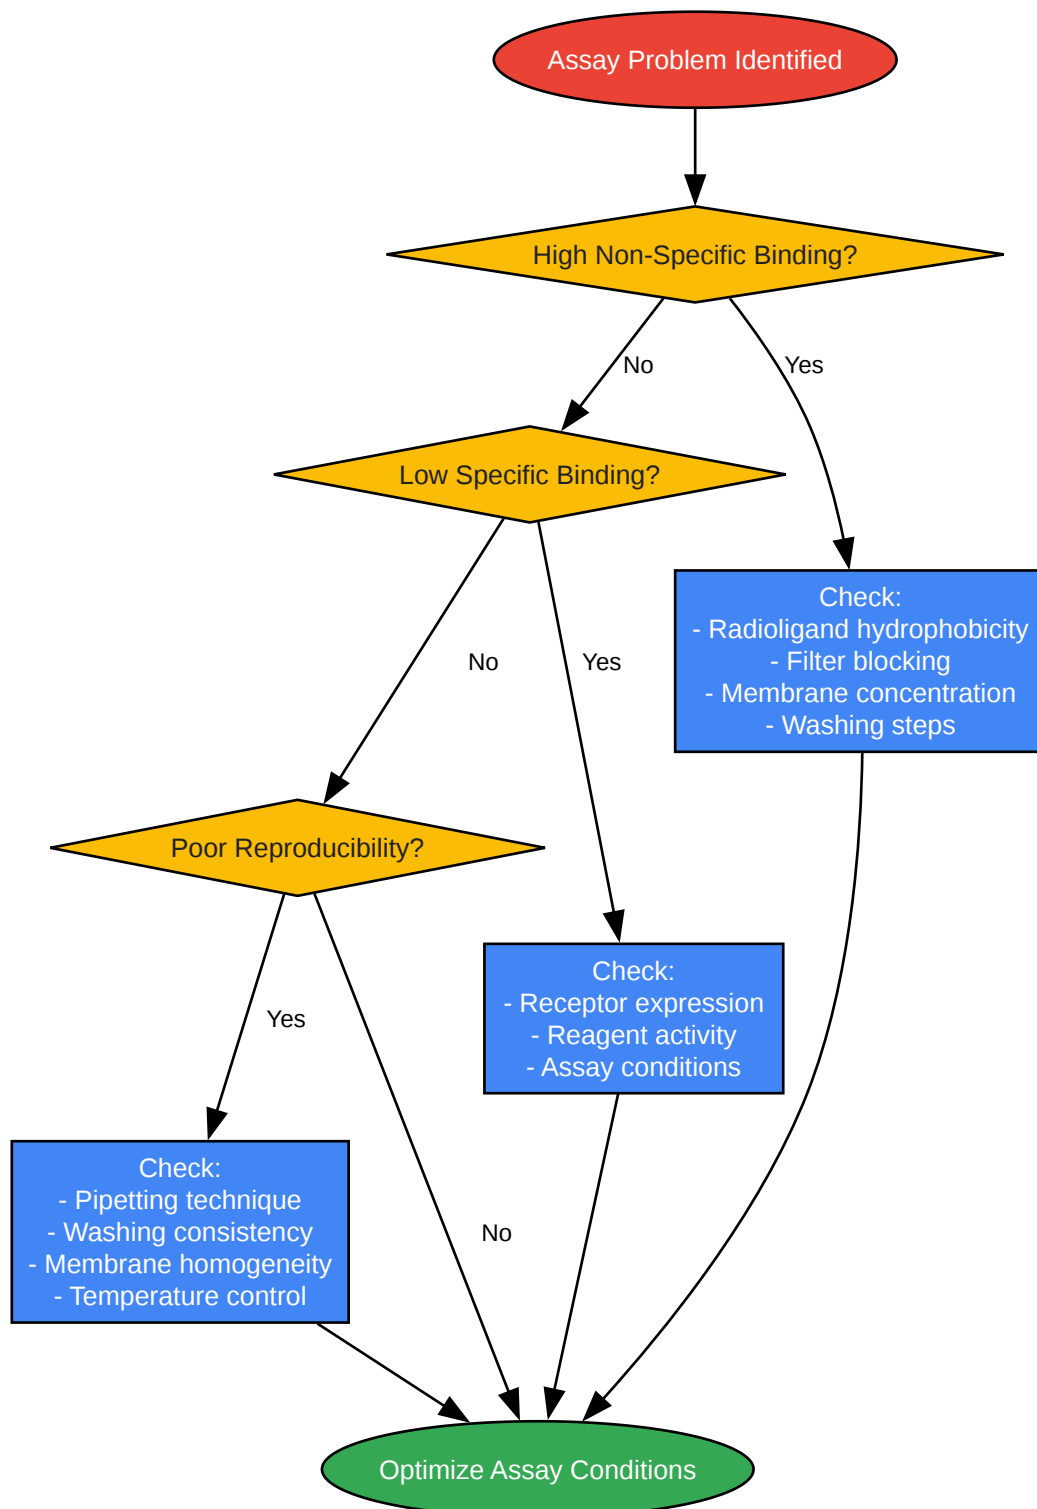 Assay Problem Identified
High Non-Specific Binding?
No
Yes
Low Specific Binding?
Check:
- Radioligand hydrophobicity
- Filter blocking
- Membrane concentration
- Washing steps
No
Yes
Poor Reproducibility?
Check:
- Receptor expression
- Reagent activity
- Assay conditions
Yes
Check:
- Pipetting technique
- Washing consistency
- Membrane homogeneity
- Temperature control
No
Optimize Assay Conditions